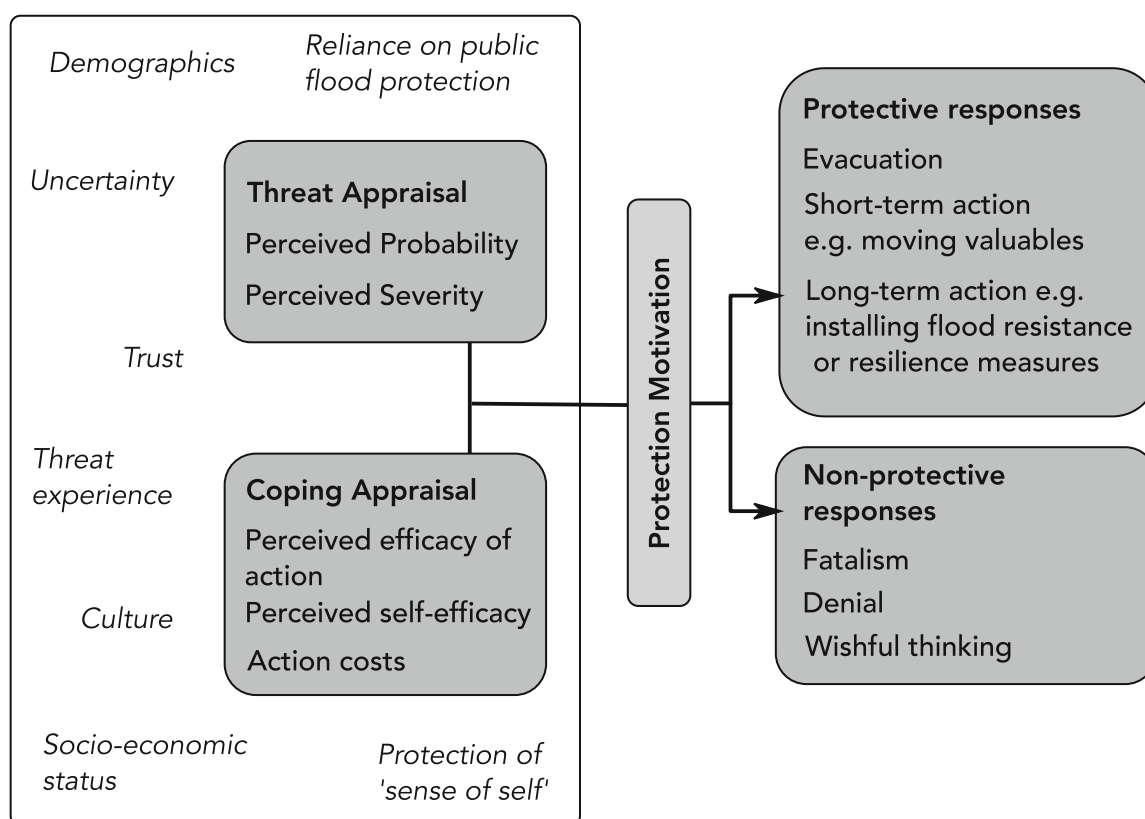 Demographics
Reliance on public
flood protection
Uncertainty
Threat Appraisal
Perceived Probability
Perceived Severity
Trust
Threat
experience
Coping Appraisal
Perceived efficacy of
action
Perceived self-efficacy
Action costs
Culture
Socio-economic
status
Protection of
'sense of self'
Protection Motivation
Protective responses
Evacuation
Short-term action
e.g. moving valuables
Long-term action e.g.
installing flood resistance
or resilience measures
Non-protective
responses
Fatalism
Denial
Wishful thinking